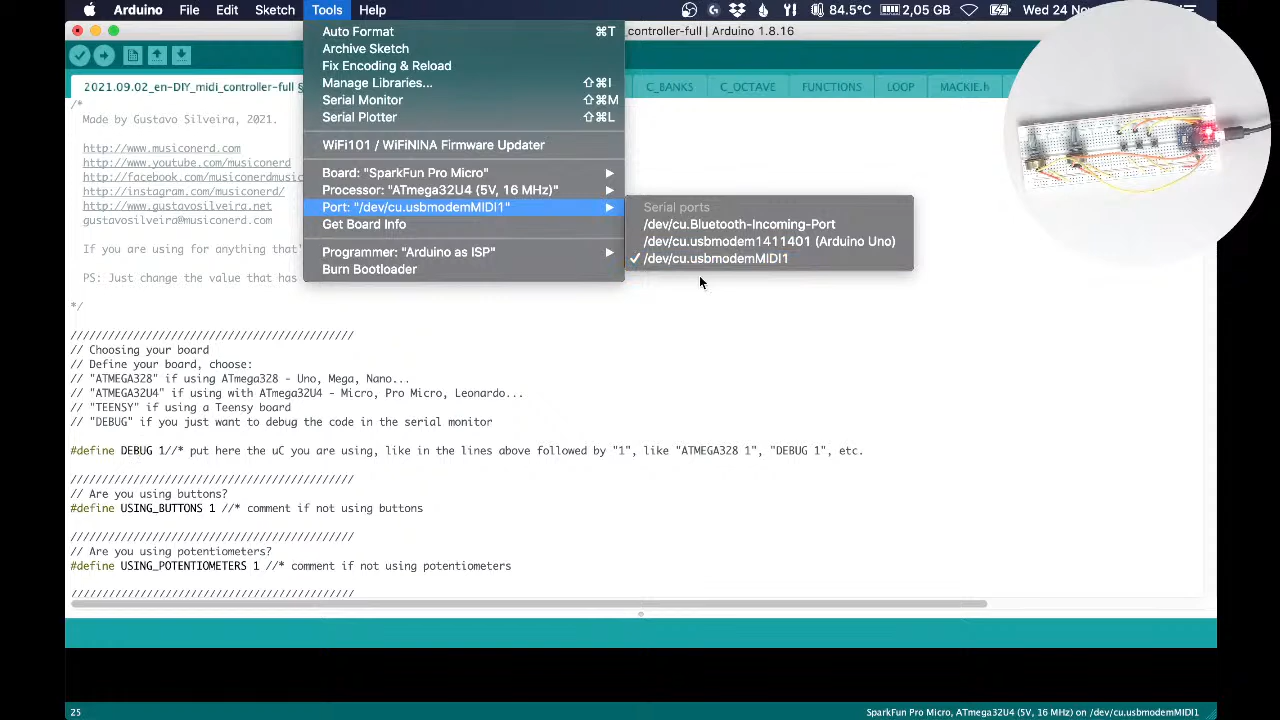 Arduino File Edit Sketch Tools Help 84.5°C 2,05 GB Wed 24 Nov
controller-full | Arduino 1.8.16
2021.09.02_en-DIY_midi_controller-full § C_BANKS C_OCTAVE FUNCTIONS LOOP MACKIE.h
Auto Format ⌘T
Archive Sketch
Fix Encoding & Reload
Manage Libraries... ⇧⌘I
Serial Monitor ⇧⌘M
Serial Plotter ⇧⌘L
WiFi101 / WiFiNINA Firmware Updater
Board: "SparkFun Pro Micro"
Processor: "ATmega32U4 (5V, 16 MHz)"
Port: "/dev/cu.usbmodemMIDI1"
Get Board Info
Programmer: "Arduino as ISP"
Burn Bootloader
Serial ports
/dev/cu.Bluetooth-Incoming-Port
/dev/cu.usbmodem1411401 (Arduino Uno)
✓ /dev/cu.usbmodemMIDI1
/*
Made by Gustavo Silveira, 2021.
http://www.musiconerd.com
http://www.youtube.com/musiconerd
http://facebook.com/musicnerdmusic
http://instagram.com/musiconerd/
http://www.gustavosilveira.net
gustavosilveira@musiconerd.com
If you are using for anything that'
PS: Just change the value that has
*/
//////////////////////////////////////////////
// Choosing your board
// Define your board, choose:
// "ATMEGA328" if using ATmega328 - Uno, Mega, Nano...
// "ATMEGA32U4" if using with ATmega32U4 - Micro, Pro Micro, Leonardo...
// "TEENSY" if using a Teensy board
// "DEBUG" if you just want to debug the code in the serial monitor
#define DEBUG 1//* put here the uC you are using, like in the lines above followed by "1", like "ATMEGA328 1", "DEBUG 1", etc.
//////////////////////////////////////////////
// Are you using buttons?
#define USING_BUTTONS 1 //* comment if not using buttons
//////////////////////////////////////////////
// Are you using potentiometers?
#define USING_POTENTIOMETERS 1 //* comment if not using potentiometers
//////////////////////////////////////////////
25 SparkFun Pro Micro, ATmega32U4 (5V, 16 MHz) on /dev/cu.usbmodemMIDI1